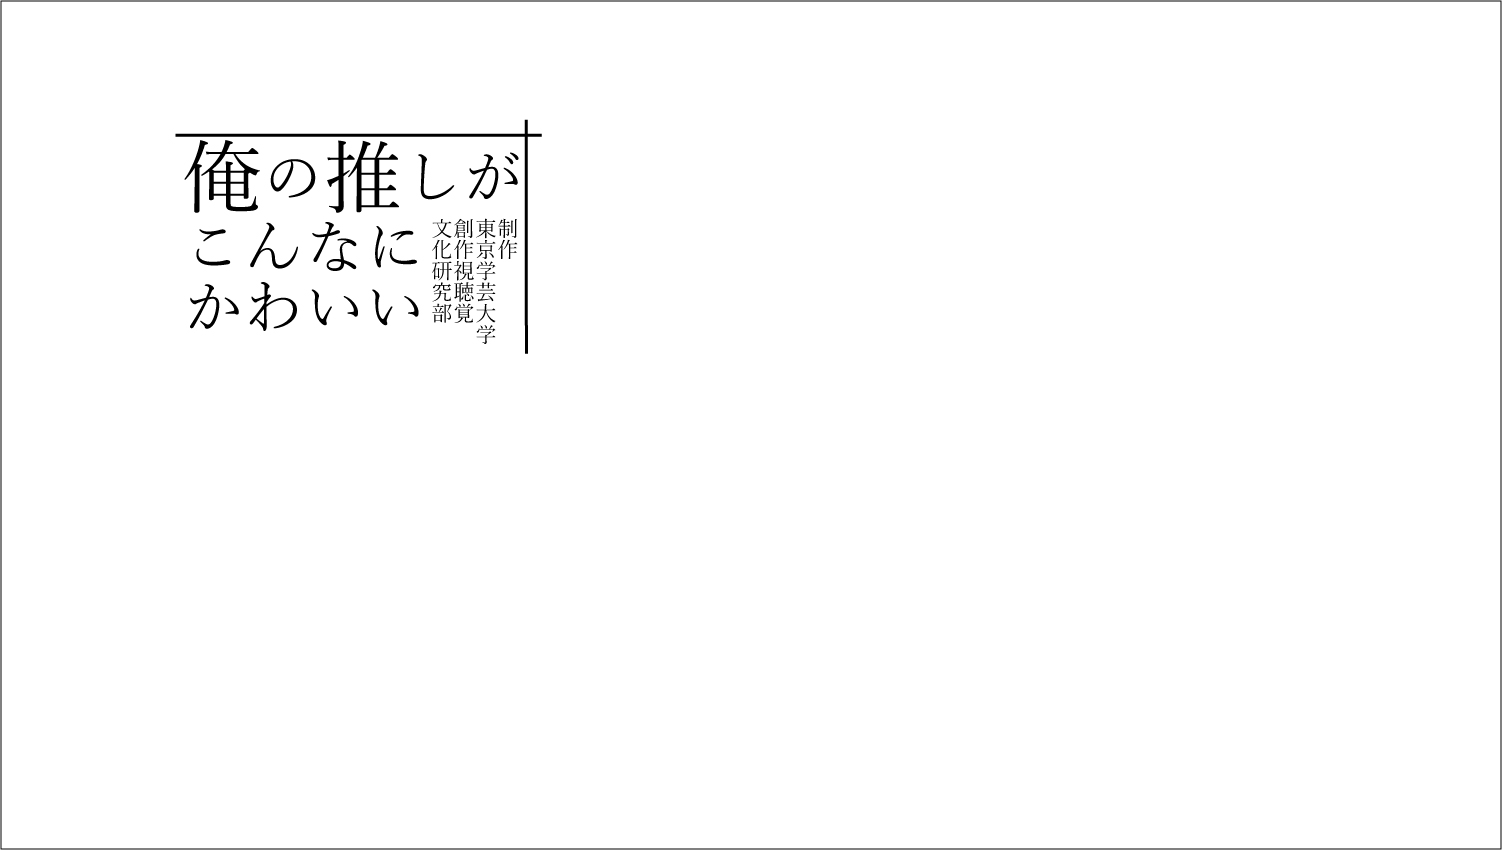 俺の推しが
こんなに
かわいい
制作
東京学芸大学
創作視聴覚
文化研究部